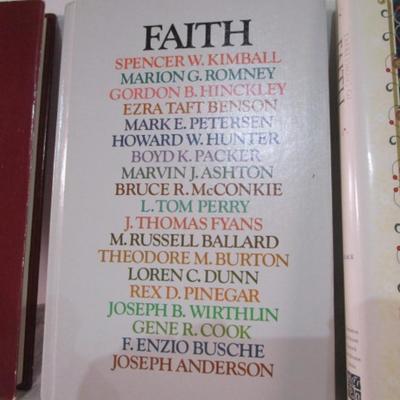 FAITH
SPENCER W. KIMBALL
MARION G. ROMNEY
GORDON B. HINCKLEY
EZRA TAFT BENSON
MARK E. PETERSEN
HOWARD W. HUNTER
BOYD K. PACKER
MARVIN J. ASHTON
BRUCE R. McCONKIE
L. TOM PERRY
J. THOMAS FYANS
M. RUSSELL BALLARD
THEODORE M. BURTON
LOREN C. DUNN
REX D. PINEGAR
JOSEPH B. WIRTHLIN
GENE R. COOK
F. ENZIO BUSCHE
JOSEPH ANDERSON